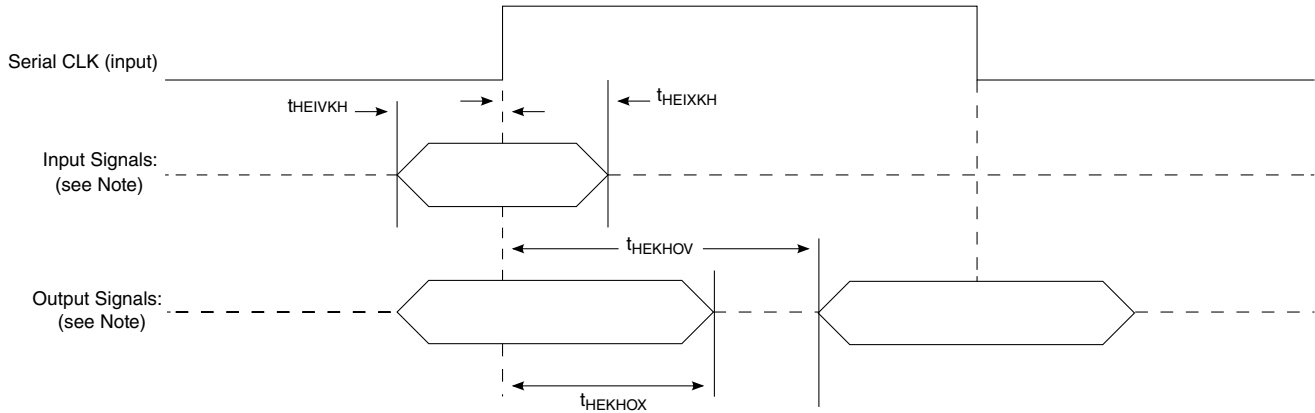 Serial CLK (input)
tHEIVKH
tHEIXKH
Input Signals:
(see Note)
tHEKHOV
Output Signals:
(see Note)
tHEKHOX